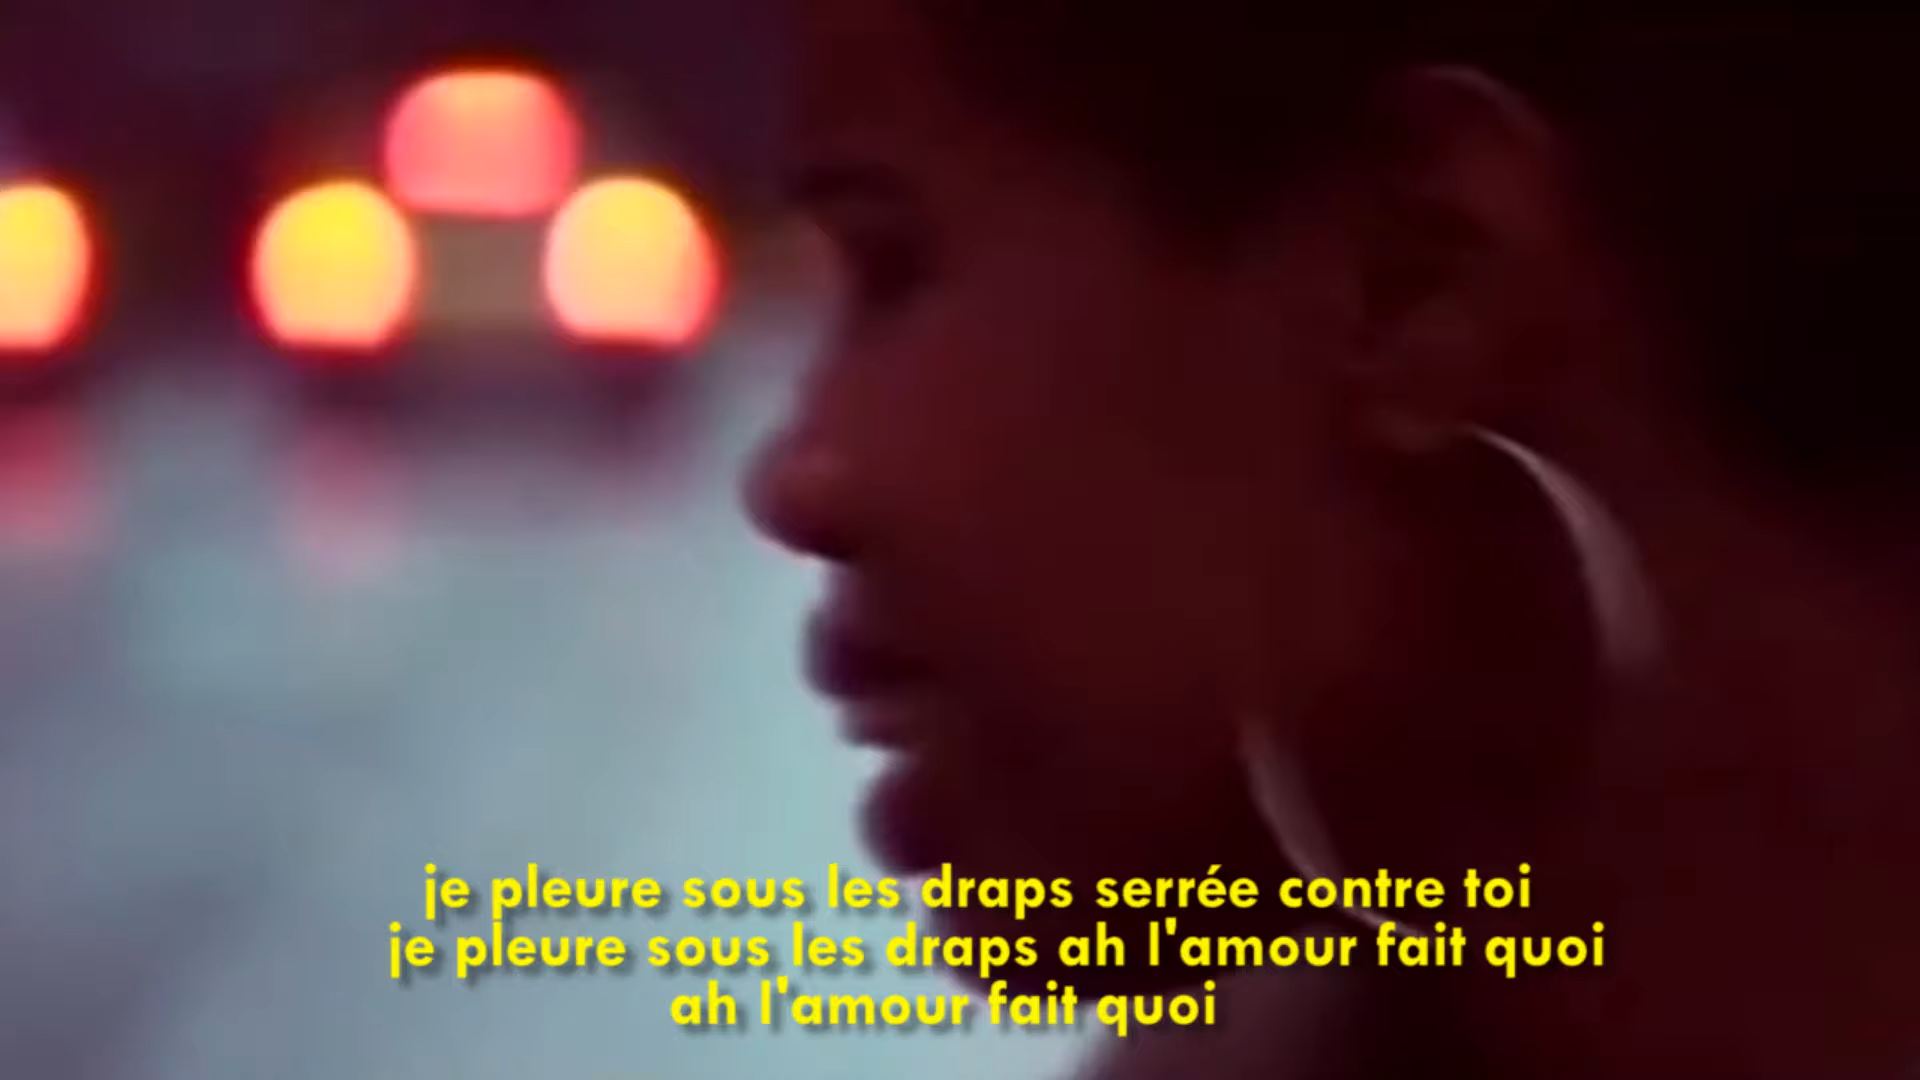 je pleure sous les draps serrée contre toi
je pleure sous les draps ah l'amour fait quoi
ah l'amour fait quoi